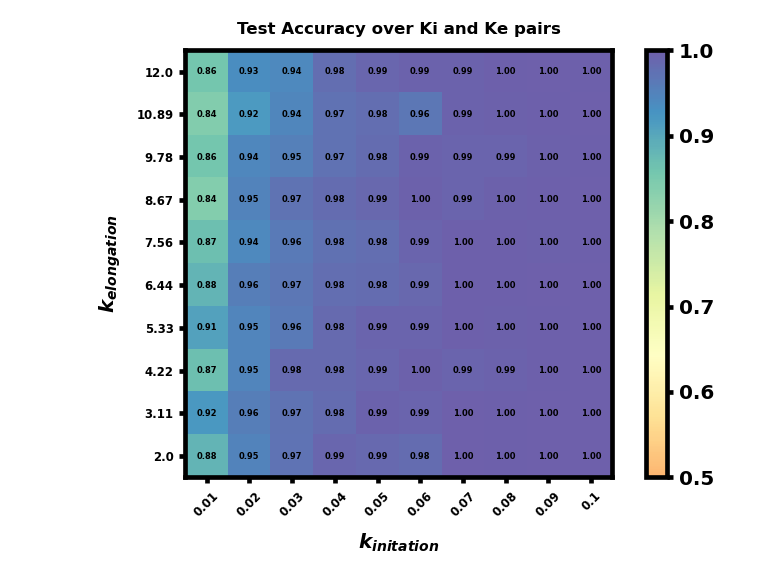 Test Accuracy over Ki and Ke pairs
12.0 0.86 0.93 0.94 0.98 0.99 0.99 0.99 1.00 1.00 1.00
10.89 0.84 0.92 0.94 0.97 0.98 0.96 0.99 1.00 1.00 1.00
9.78 0.86 0.94 0.95 0.97 0.98 0.99 0.99 0.99 1.00 1.00
8.67 0.84 0.95 0.97 0.98 0.99 1.00 0.99 1.00 1.00 1.00
7.56 0.87 0.94 0.96 0.98 0.98 0.99 1.00 1.00 1.00 1.00
6.44 0.88 0.96 0.97 0.98 0.98 0.99 1.00 1.00 1.00 1.00
5.33 0.91 0.95 0.96 0.98 0.99 0.99 1.00 1.00 1.00 1.00
4.22 0.87 0.95 0.98 0.98 0.99 1.00 0.99 0.99 1.00 1.00
3.11 0.92 0.96 0.97 0.98 0.99 0.99 1.00 1.00 1.00 1.00
2.0 0.88 0.95 0.97 0.99 0.99 0.98 1.00 1.00 1.00 1.00
0.01 0.02 0.03 0.04 0.05 0.06 0.07 0.08 0.09 0.1
k_initation
k_elongation
1.0
0.9
0.8
0.7
0.6
0.5